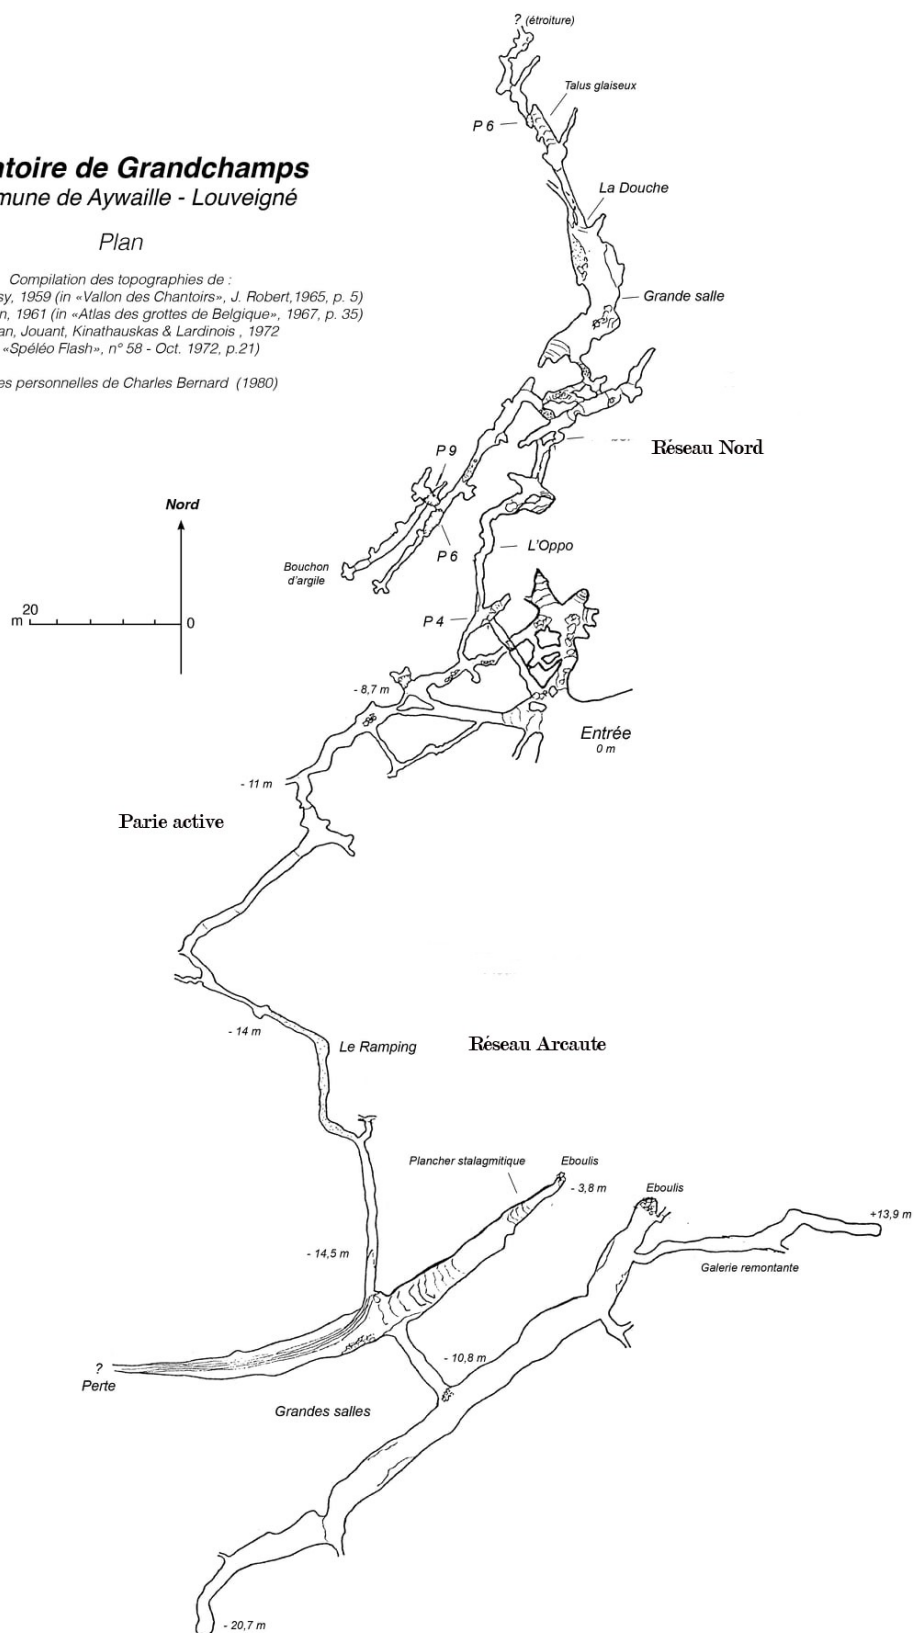 ? (étroiture)
Talus glaiseux
P 6
ntoire de Grandchamps
mune de Aywaille - Louveigné
La Douche
Plan
Compilation des topographies de :
sy, 1959 (in «Vallon des Chantoirs», J. Robert,1965, p. 5)
n, 1961 (in «Atlas des grottes de Belgique», 1967, p. 35)
an, Jouant, Kinathauskas & Lardinois , 1972
«Spéléo Flash», n° 58 - Oct. 1972, p.21)
es personnelles de Charles Bernard (1980)
Grande salle
Réseau Nord
P 9
Nord
P 6
L'Oppo
Bouchon
d'argile
m 20
0
P 4
- 8,7 m
Entrée
0 m
- 11 m
Parie active
- 14 m
Le Ramping
Réseau Arcaute
Plancher stalagmitique
Eboulis
- 3,8 m
Eboulis
+13,9 m
- 14,5 m
Galerie remontante
- 10,8 m
?
Perte
Grandes salles
- 20,7 m